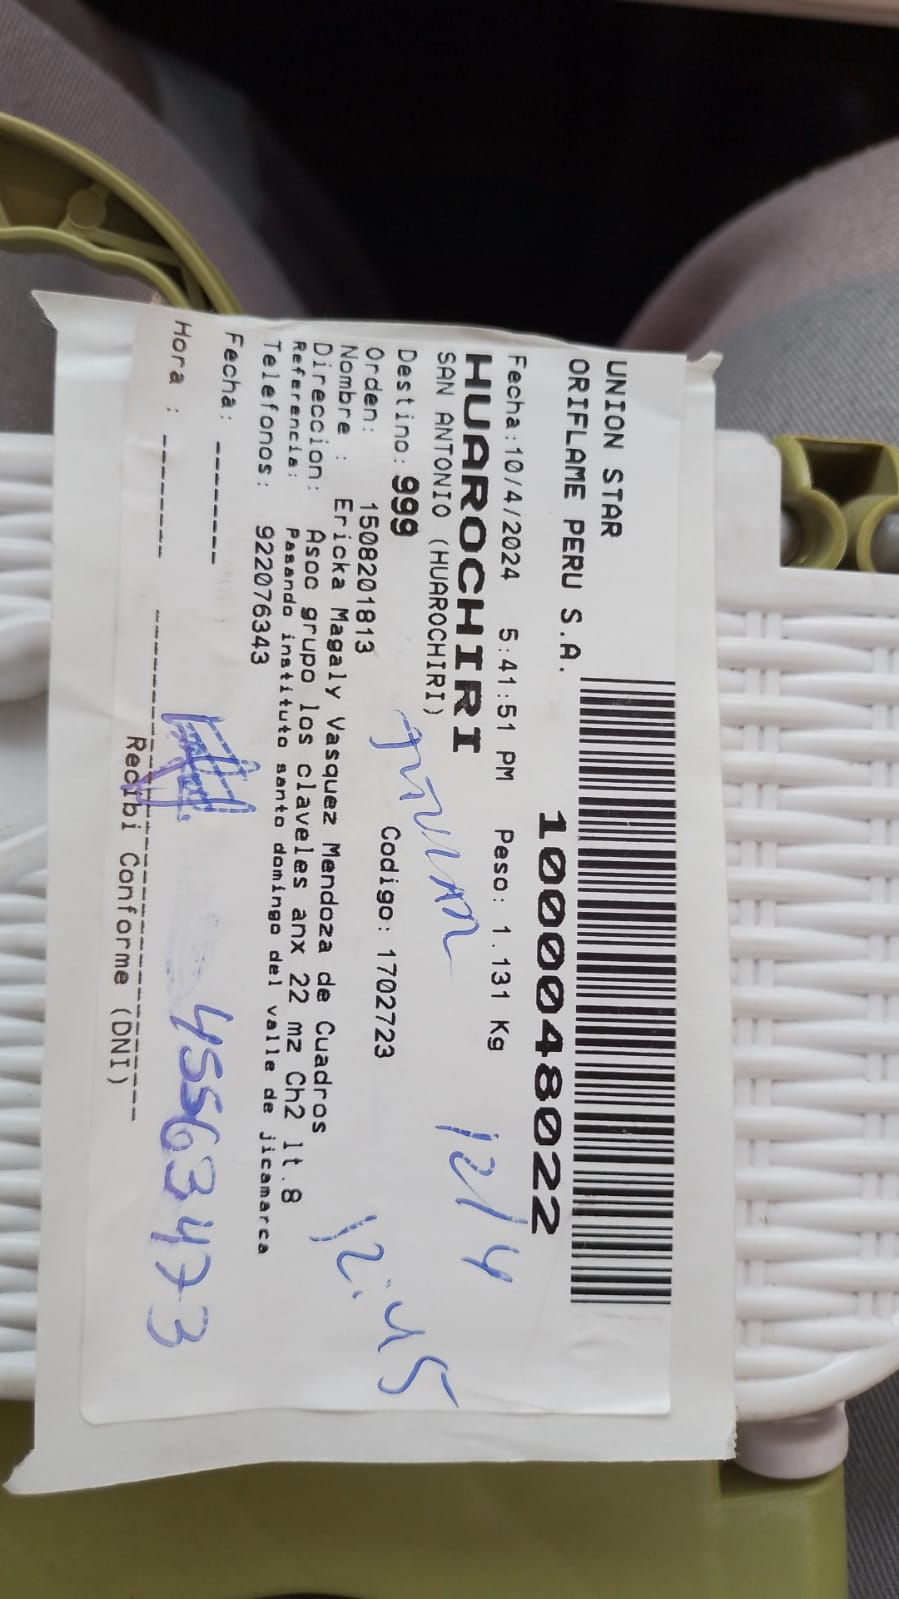 UNION STAR
ORIFLAME PERU S.A.
1000048022
Fecha:10/4/2024 5:41:51 PM Peso: 1.131 Kg
HUAROCHIRI
SAN ANTONIO (HUAROCHIRI)
12/4
Destino: 999
Orden: 1508201813 Codigo: 1702723
12:45
Nombre : Ericka Magaly Vasquez Mendoza de Cuadros
Direccion: Asoc grupo los claveles anx 22 mz Ch2 lt.8
Referencia: Pasando instituto santo domingo del valle de jicamarca
Telefonos: 922076343
Fecha: -------
45563473
Hora : --------
Recibi Conforme (DNI)